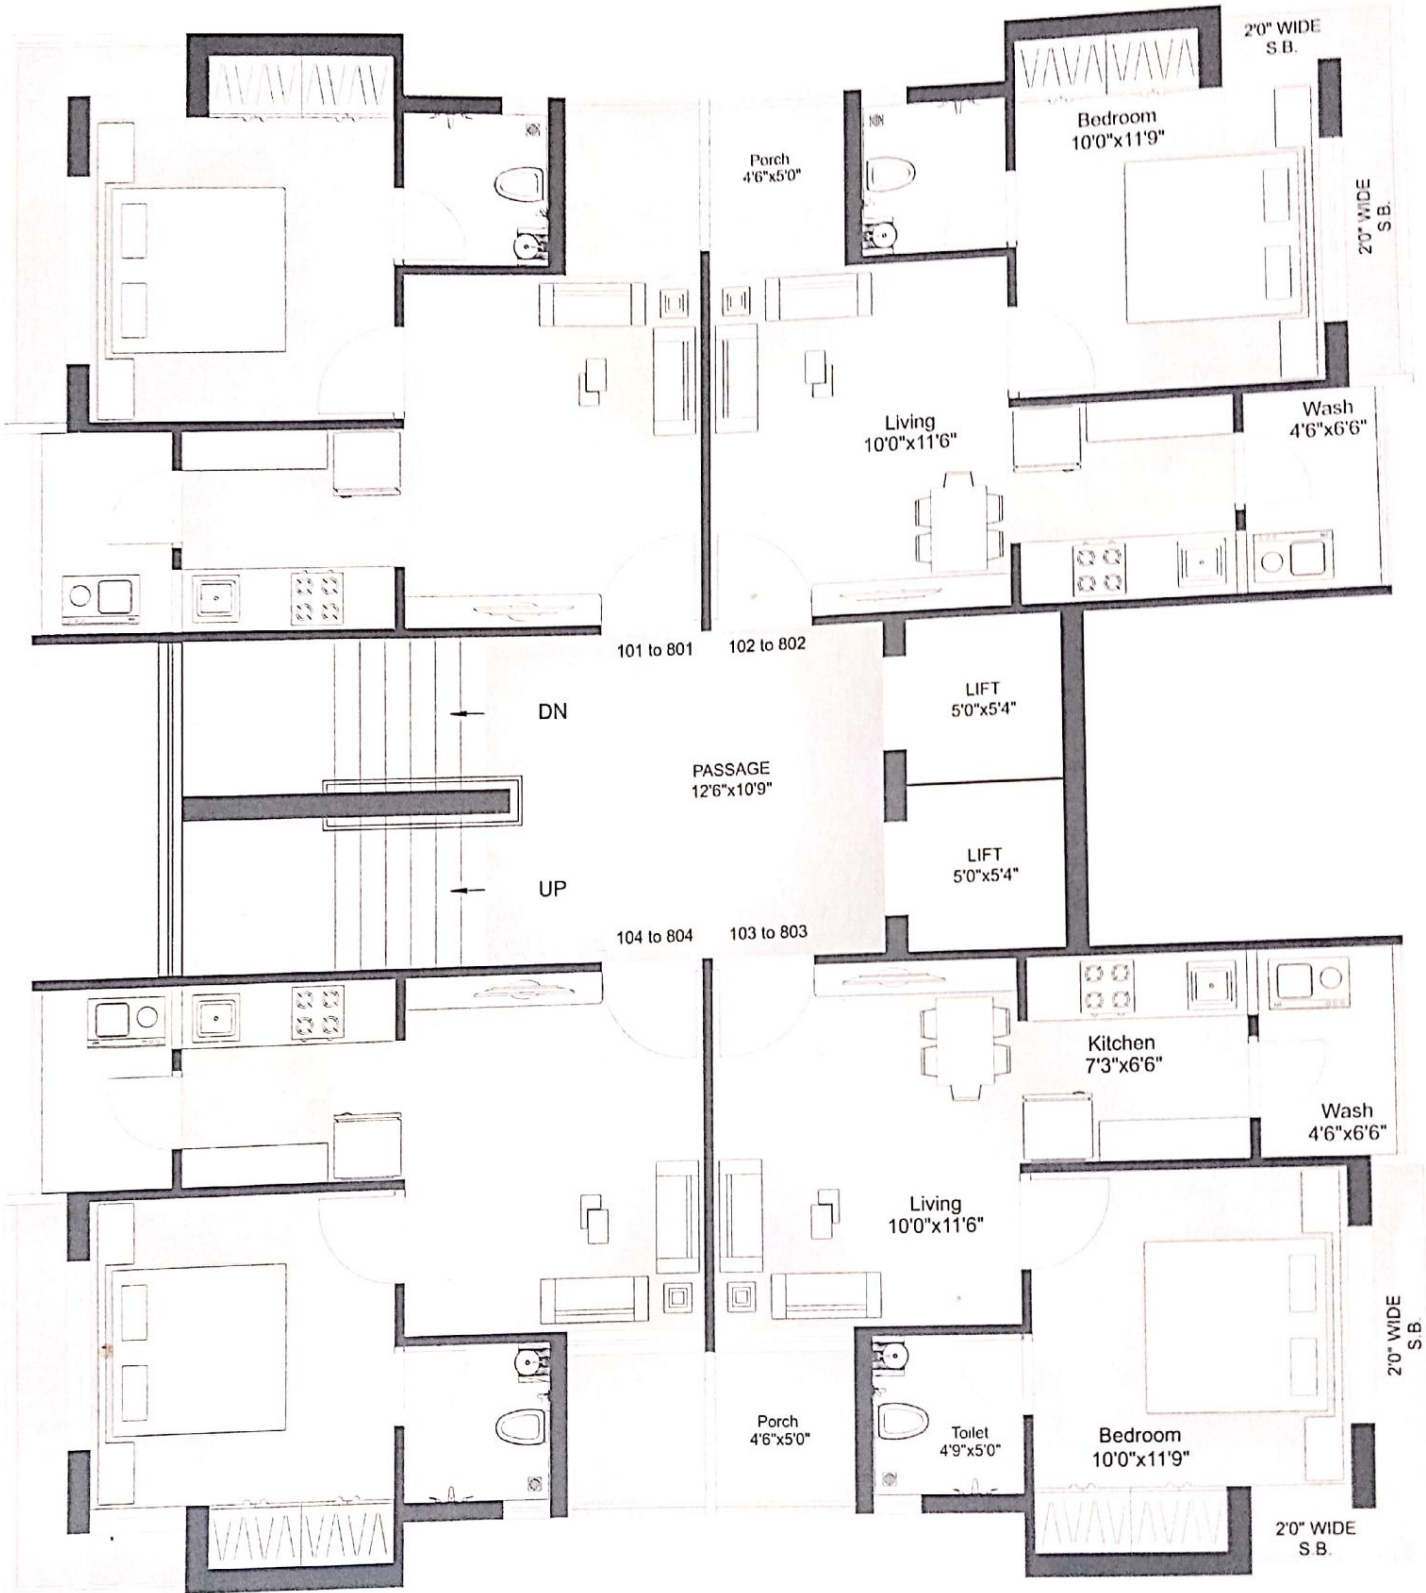 2'0" WIDE
S.B.
Bedroom
10'0"x11'9"
Porch
4'6"x5'0"
2'0" WIDE
S.B.
Wash
4'6"x6'6"
Living
10'0"x11'6"
101 to 801
102 to 802
LIFT
5'0"x5'4"
DN
PASSAGE
12'6"x10'9"
LIFT
5'0"x5'4"
UP
104 to 804
103 to 803
Kitchen
7'3"x6'6"
Wash
4'6"x6'6"
Living
10'0"x11'6"
2'0" WIDE
S.B.
Porch
4'6"x5'0"
Toilet
4'9"x5'0"
Bedroom
10'0"x11'9"
2'0" WIDE
S.B.